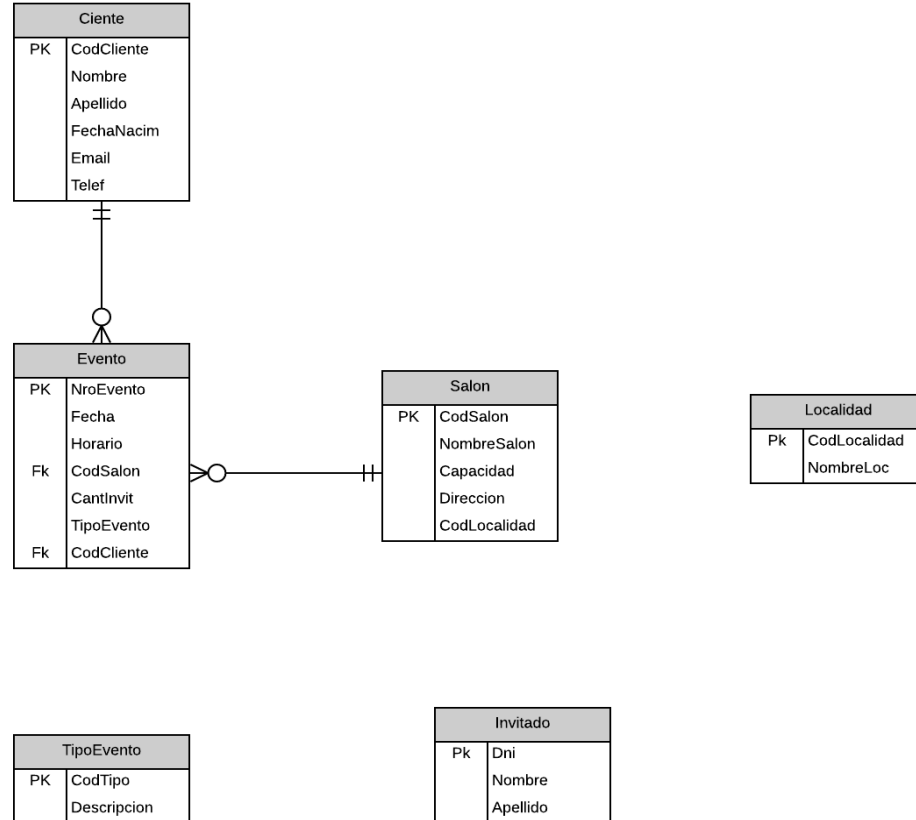 Ciente
PK CodCliente
Nombre
Apellido
FechaNacim
Email
Telef
Evento
PK NroEvento
Fecha
Horario
Fk CodSalon
CantInvit
TipoEvento
Fk CodCliente
Salon
PK CodSalon
NombreSalon
Capacidad
Direccion
CodLocalidad
Localidad
Pk CodLocalidad
NombreLoc
TipoEvento
PK CodTipo
Descripcion
Invitado
Pk Dni
Nombre
Apellido